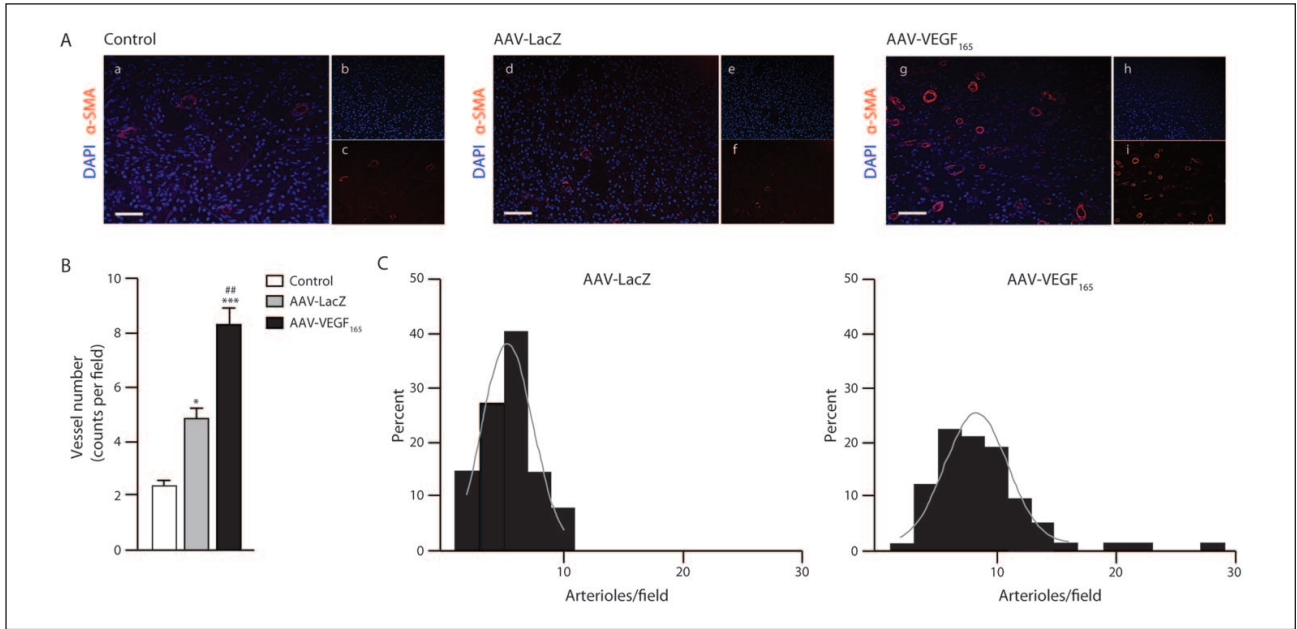 A
Control
AAV-LacZ
AAV-VEGF₁₆₅
DAPI α-SMA
a
b
c
DAPI α-SMA
d
e
f
DAPI α-SMA
g
h
i
B
Vessel number
(counts per field)
10
8
6
4
2
0
*
##
***
Control
AAV-LacZ
AAV-VEGF₁₆₅
C
AAV-LacZ
Percent
50
40
30
20
10
0
10
20
30
Arterioles/field
AAV-VEGF₁₆₅
Percent
50
40
30
20
10
0
10
20
30
Arterioles/field